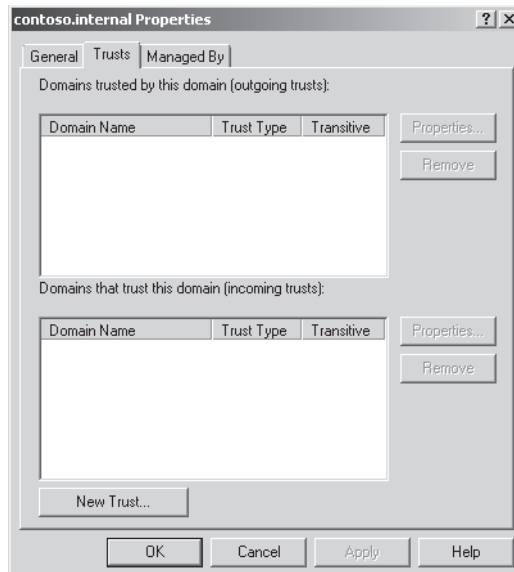 contoso.internal Properties
General Trusts Managed By
Domains trusted by this domain (outgoing trusts):
Domain Name Trust Type Transitive
Properties...
Remove
Domains that trust this domain (incoming trusts):
Domain Name Trust Type Transitive
Properties...
Remove
New Trust...
OK Cancel Apply Help